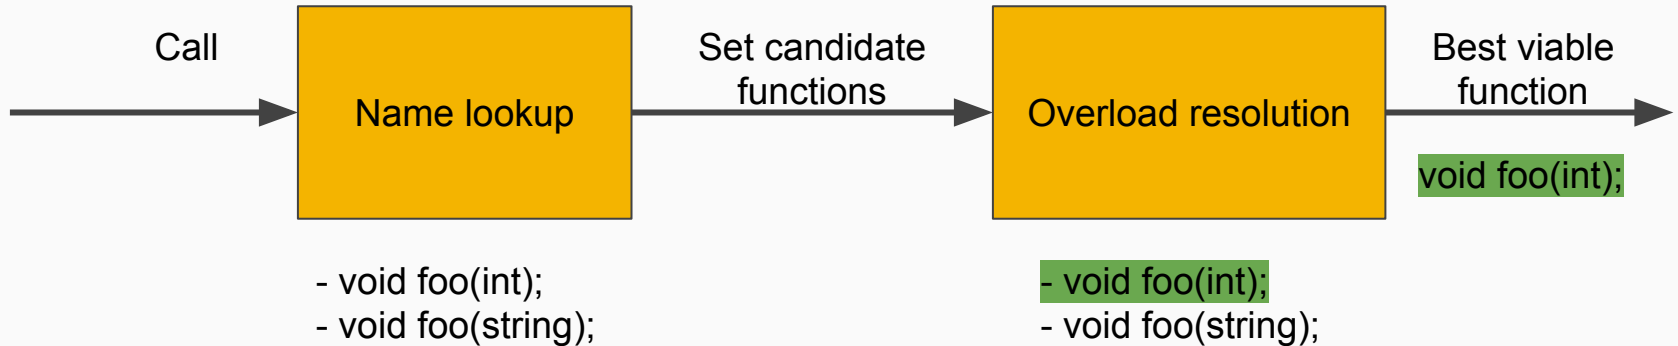 Call
Name lookup
Set candidate
functions
Overload resolution
Best viable
function
void foo(int);
- void foo(int);
- void foo(string);
- void foo(int);
- void foo(string);